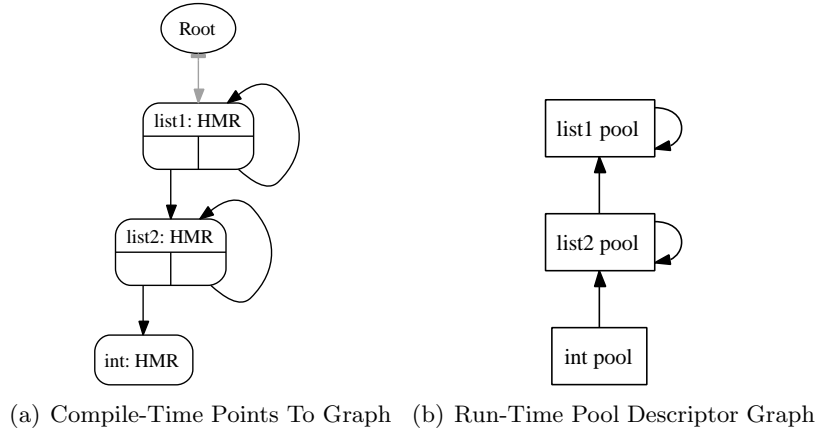 Root
list1: HMR
list2: HMR
int: HMR
list1 pool
list2 pool
int pool
(a) Compile-Time Points To Graph
(b) Run-Time Pool Descriptor Graph